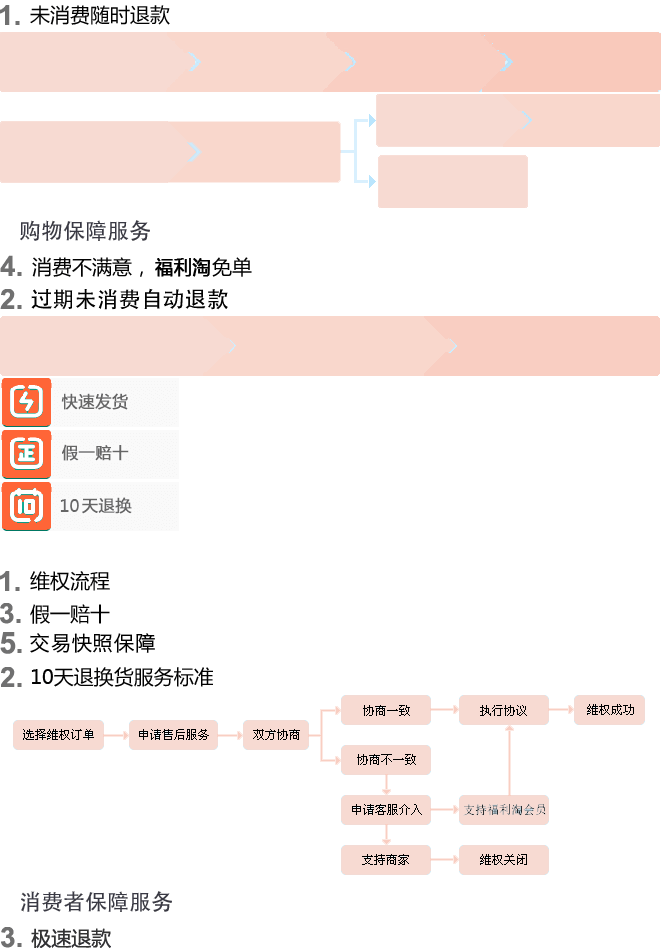 1. 未消费随时退款
购物保障服务
4. 消费不满意，福利淘免单
2. 过期未消费自动退款
快速发货
正
假一赔十
10
10天退换
1. 维权流程
3. 假一赔十
5. 交易快照保障
2. 10天退换货服务标准
选择维权订单
申请售后服务
双方协商
协商一致
执行协议
维权成功
协商不一致
申请客服介入
支持福利淘会员
支持商家
维权关闭
消费者保障服务
3. 极速退款